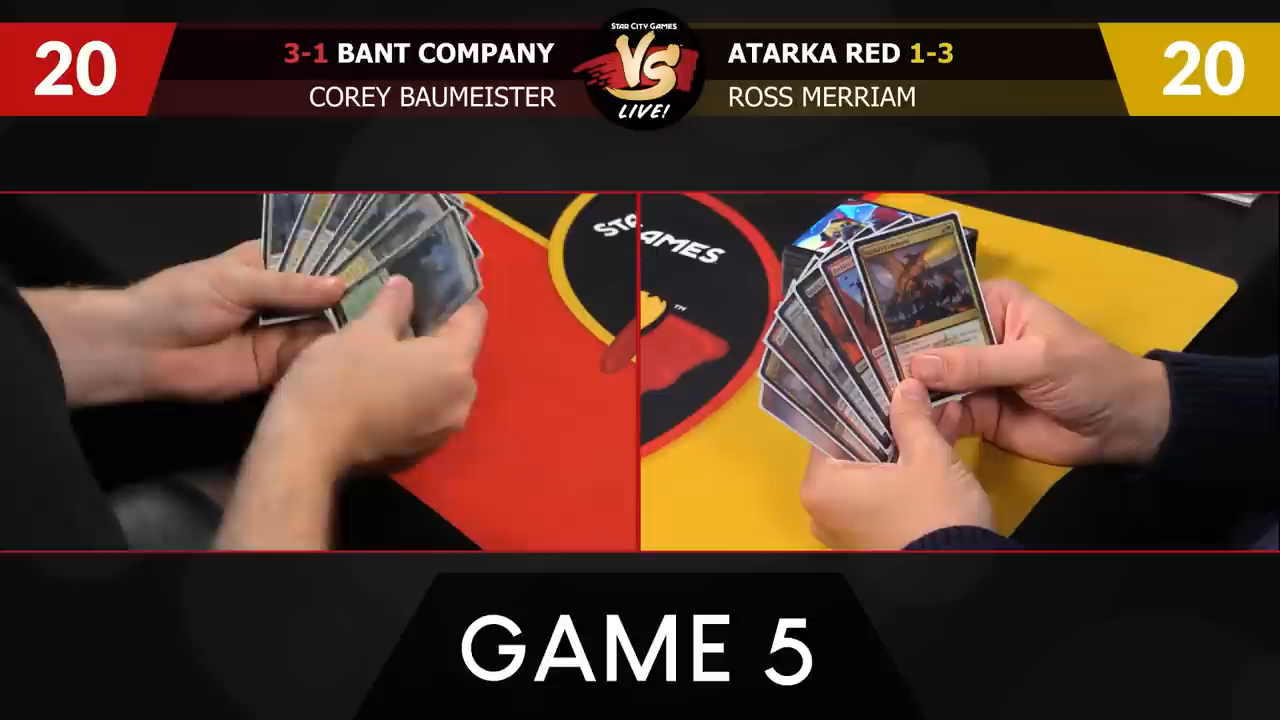 20
3-1 BANT COMPANY
COREY BAUMEISTER
STAR CITY GAMES
VS
LIVE!
ATARKA RED 1-3
ROSS MERRIAM
20
GAMES
™
GAME 5